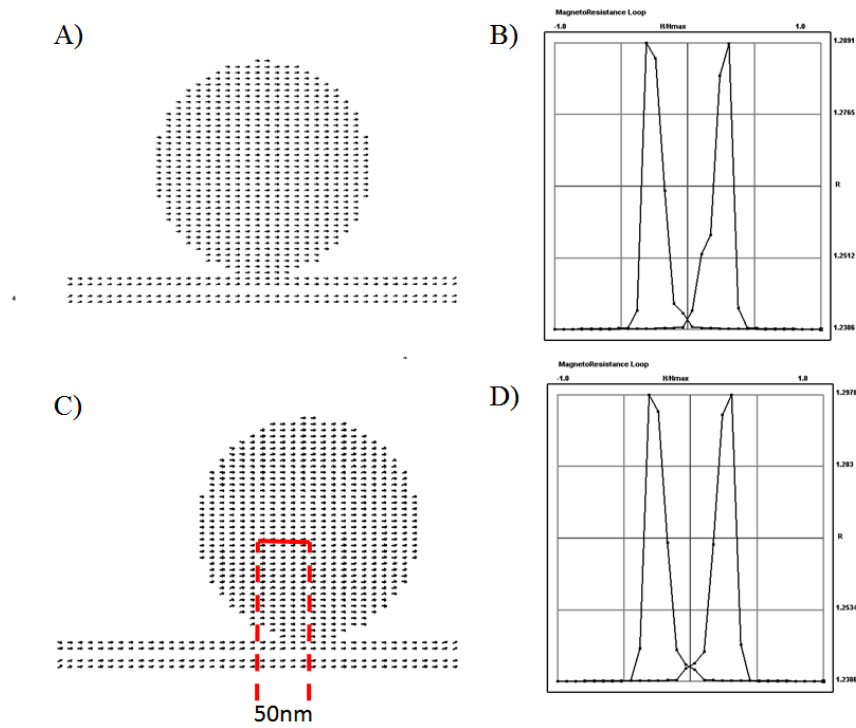 A)
B)
MagnetoResistance Loop
-1.0 H/Hmax 1.0
1.2891
1.2765
R
1.2512
1.2386
C)
D)
MagnetoResistance Loop
-1.0 H/Hmax 1.0
1.2978
1.283
R
1.2534
1.2386
50nm